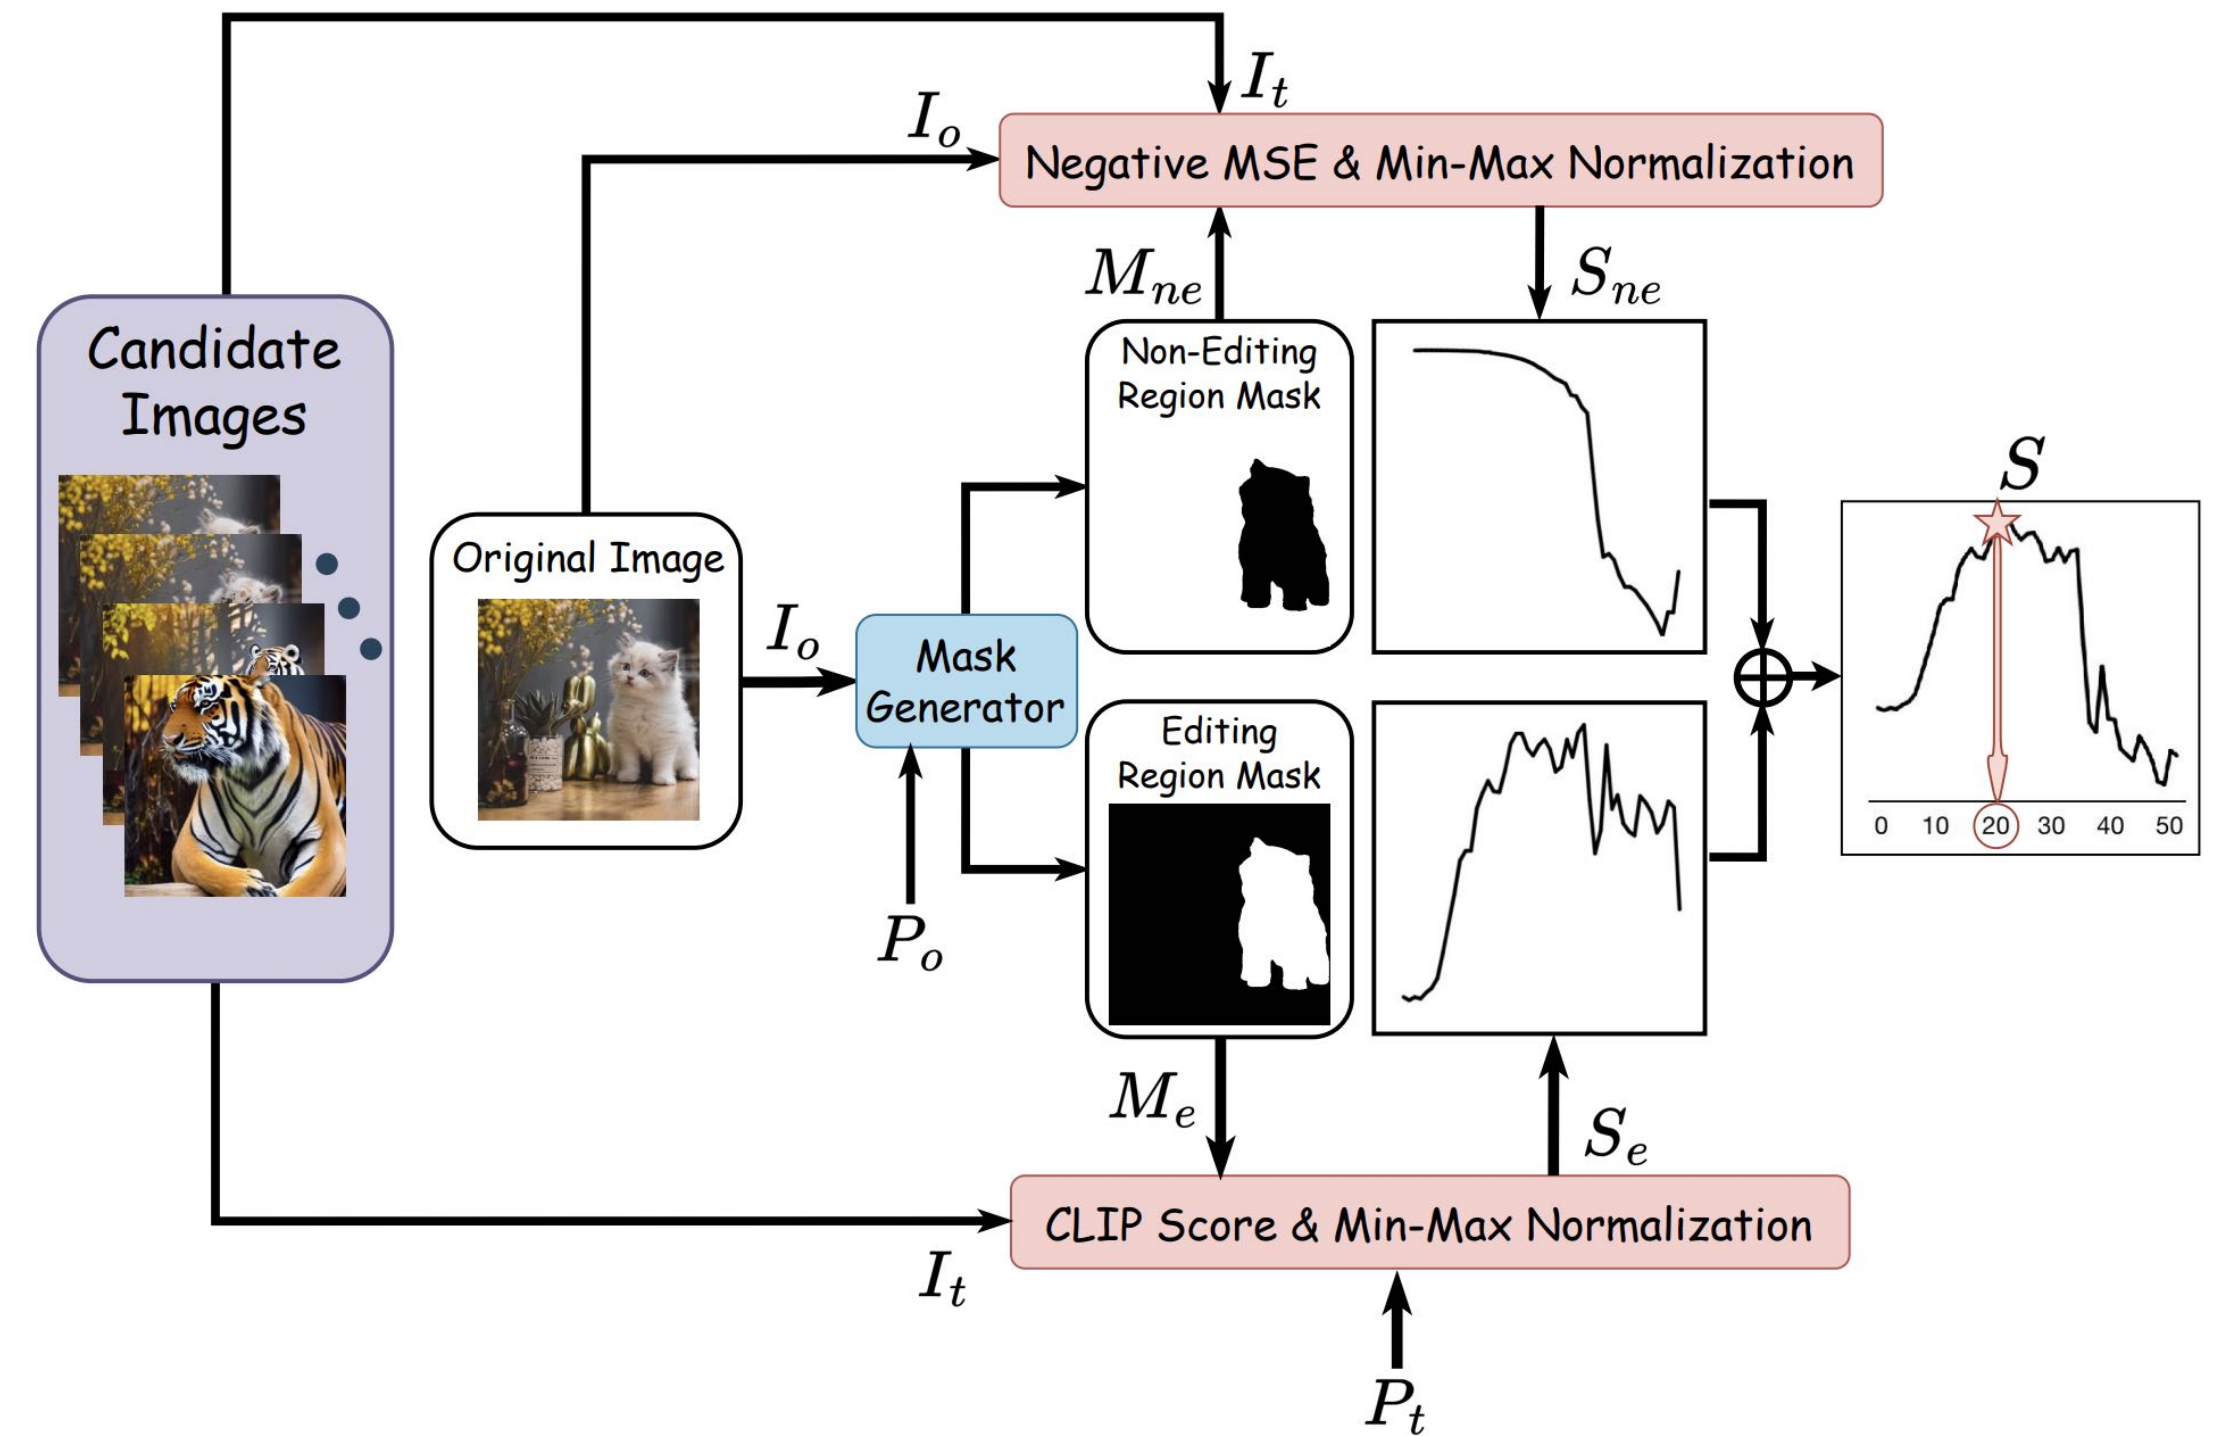 I_t
I_o
Negative MSE & Min-Max Normalization
M_ne
S_ne
Candidate
Images
Non-Editing
Region Mask
S
Original Image
I_o
Mask
Generator
Editing
Region Mask
0 10 20 30 40 50
P_o
M_e
S_e
CLIP Score & Min-Max Normalization
I_t
P_t